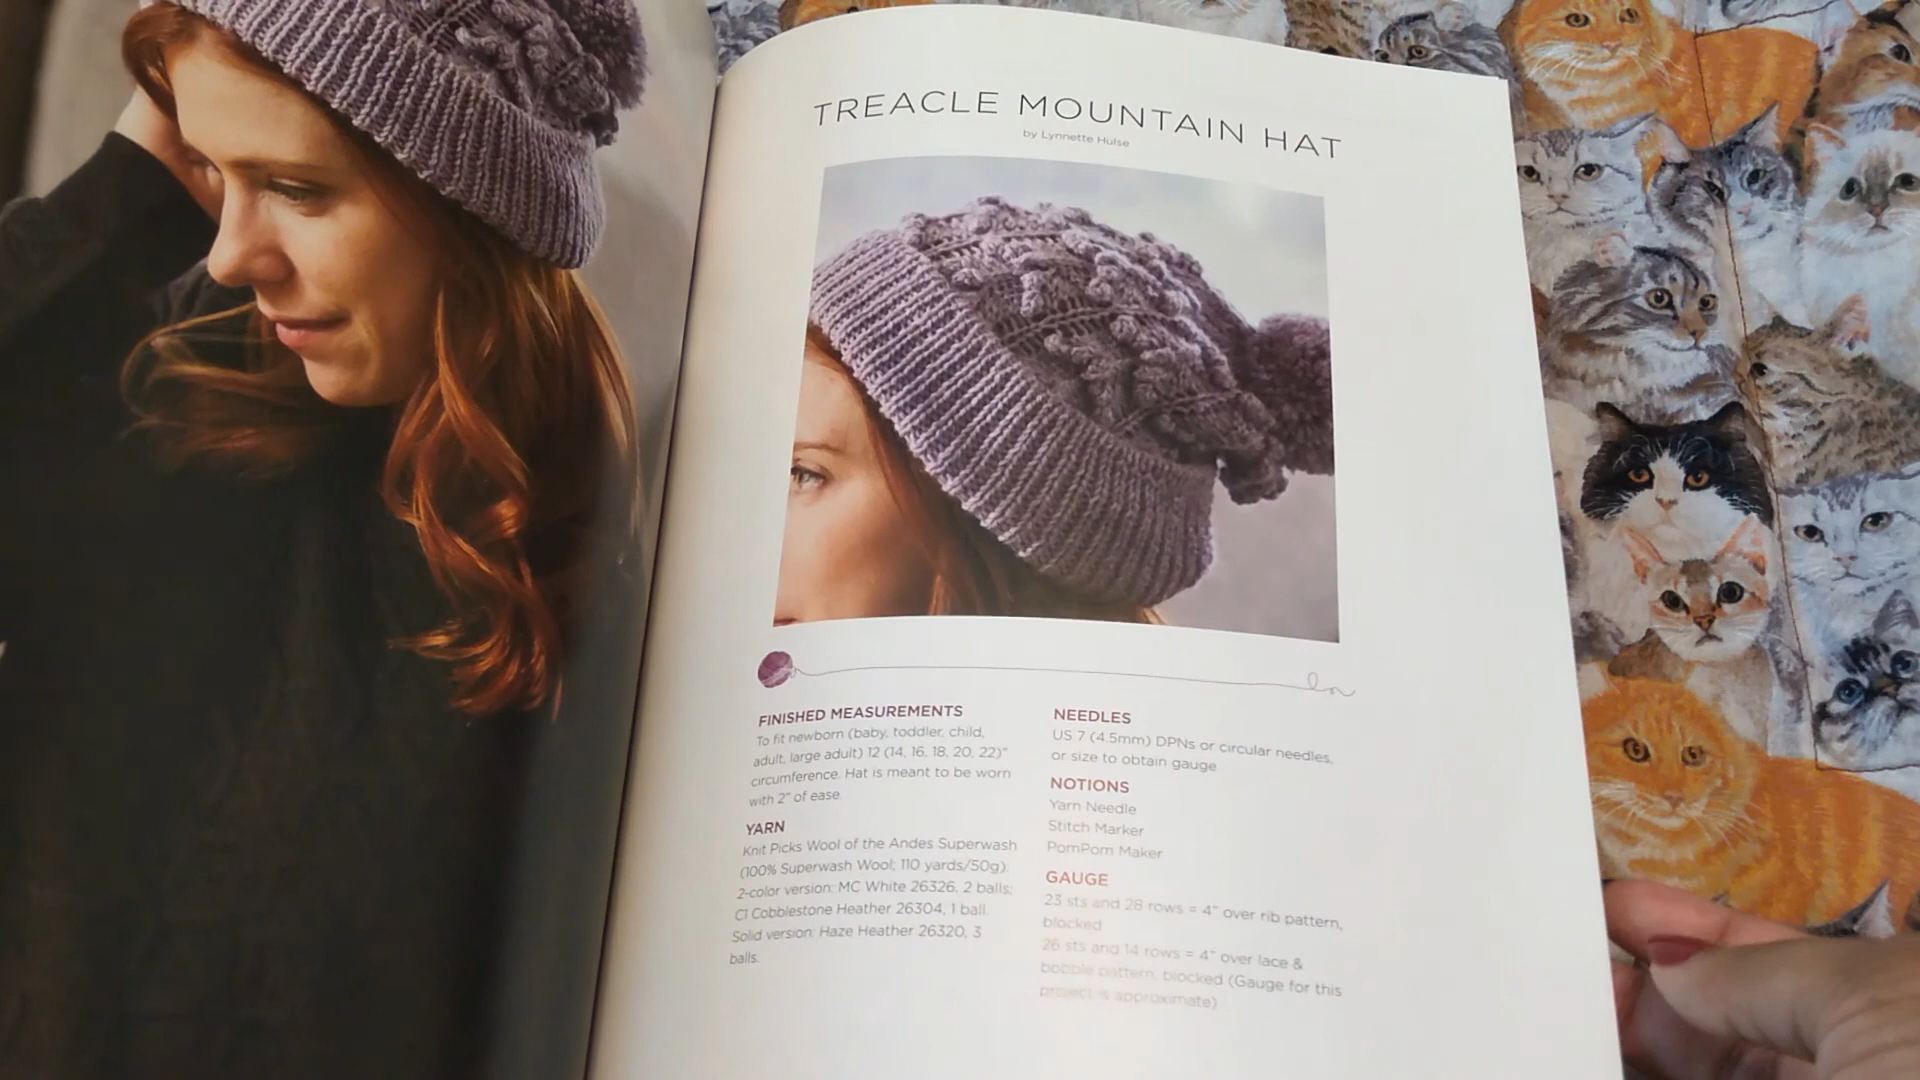 TREACLE MOUNTAIN HAT
by Lynnette Hulse
FINISHED MEASUREMENTS
To fit newborn (baby, toddler, child,
adult, large adult) 12 (14, 16, 18, 20, 22)"
circumference. Hat is meant to be worn
with 2" of ease.
YARN
Knit Picks Wool of the Andes Superwash
(100% Superwash Wool; 110 yards/50g):
2-color version: MC White 26326, 2 balls;
C1 Cobblestone Heather 26304, 1 ball.
Solid version: Haze Heather 26320, 3
balls.
NEEDLES
US 7 (4.5mm) DPNs or circular needles,
or size to obtain gauge
NOTIONS
Yarn Needle
Stitch Marker
PomPom Maker
GAUGE
23 sts and 28 rows = 4" over rib pattern,
blocked
26 sts and 14 rows = 4" over lace &
bobble pattern, blocked (Gauge for this
project is approximate)